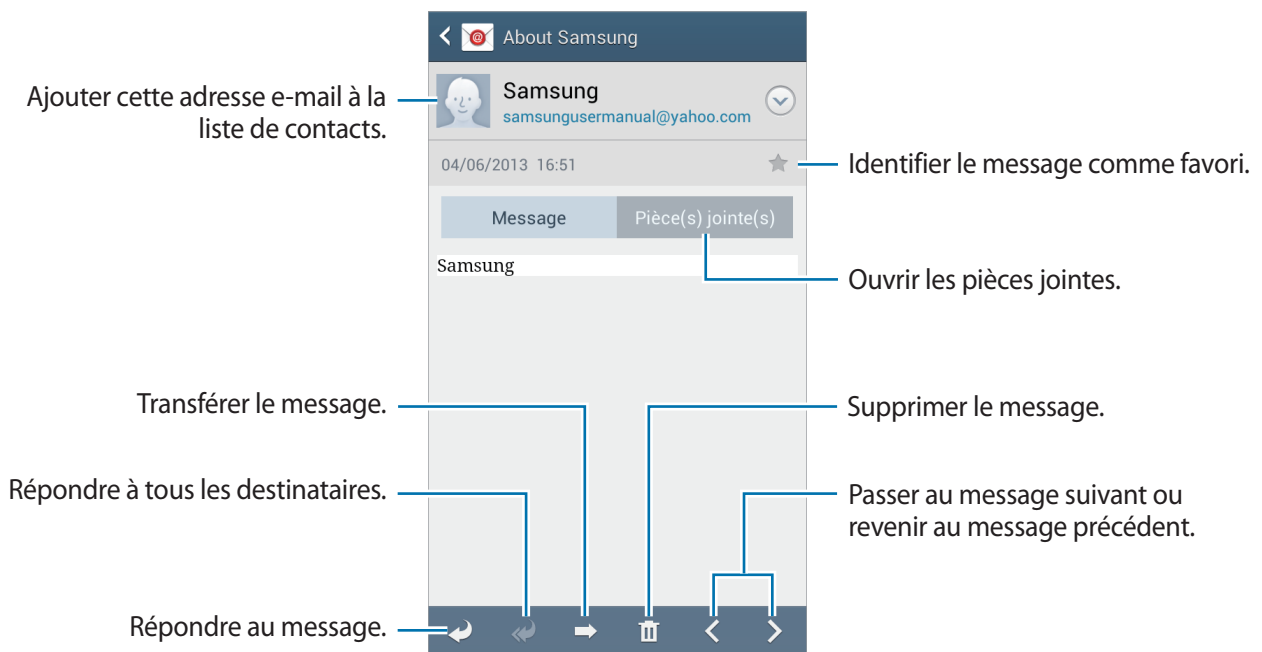 About Samsung
Ajouter cette adresse e-mail à la
liste de contacts.
Samsung
samsungusermanual@yahoo.com
04/06/2013 16:51
Identifier le message comme favori.
Message
Pièce(s) jointe(s)
Samsung
Ouvrir les pièces jointes.
Transférer le message.
Supprimer le message.
Répondre à tous les destinataires.
Passer au message suivant ou
revenir au message précédent.
Répondre au message.